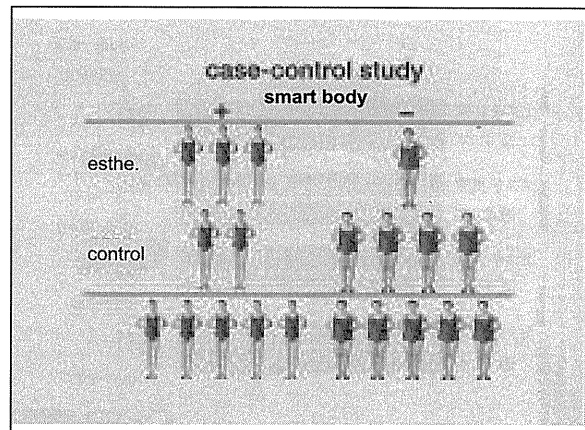 case-control study
smart body
+ −
esthe.
control